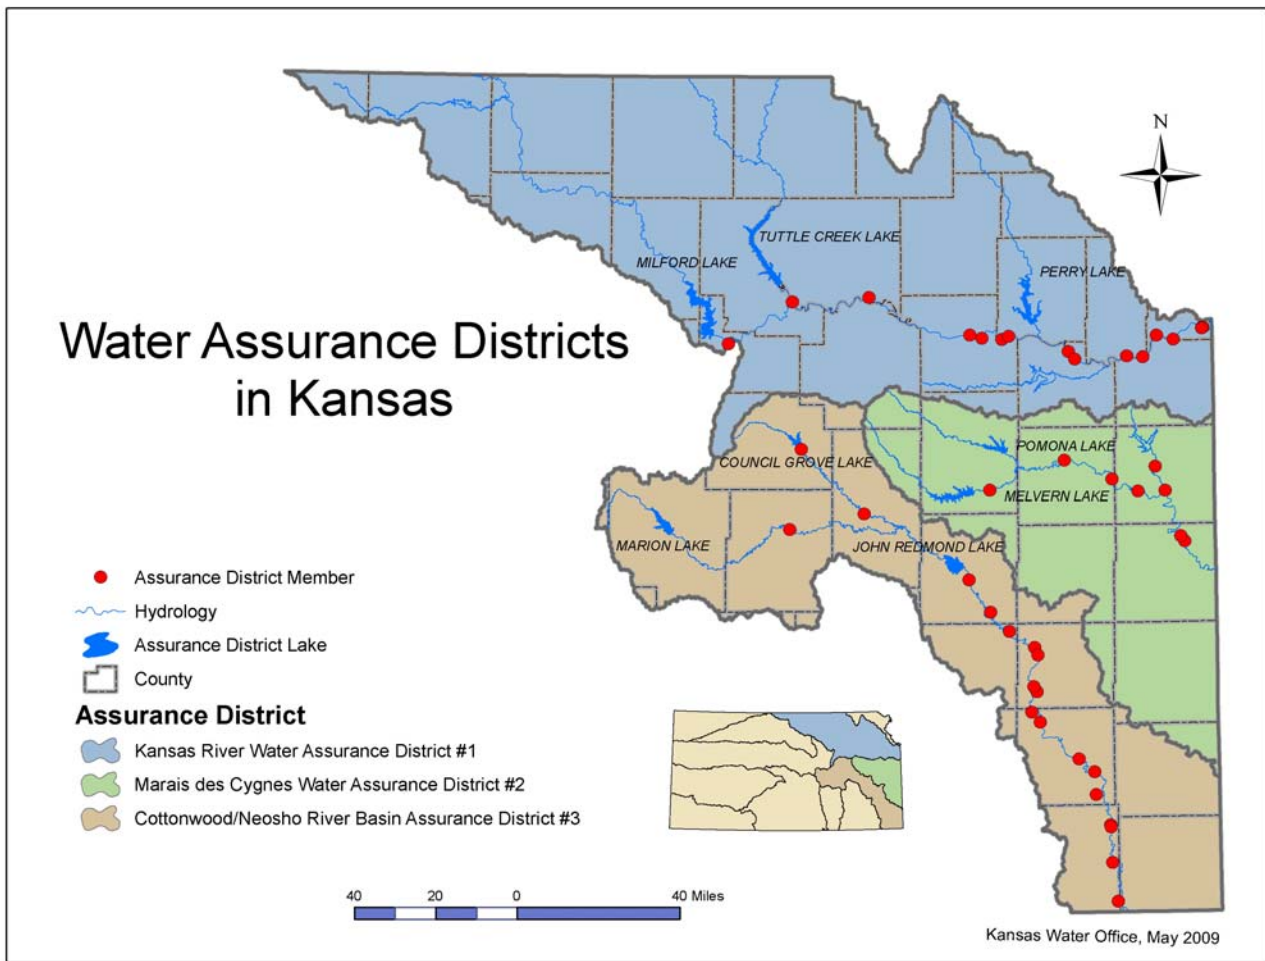 N
TUTTLE CREEK LAKE
MILFORD LAKE
PERRY LAKE
Water Assurance Districts
in Kansas
POMONA LAKE
COUNCIL GROVE LAKE
MELVERN LAKE
MARION LAKE
JOHN REDMOND LAKE
Assurance District Member
Hydrology
Assurance District Lake
County
Assurance District
Kansas River Water Assurance District #1
Marais des Cygnes Water Assurance District #2
Cottonwood/Neosho River Basin Assurance District #3
40 20 0 40 Miles
Kansas Water Office, May 2009